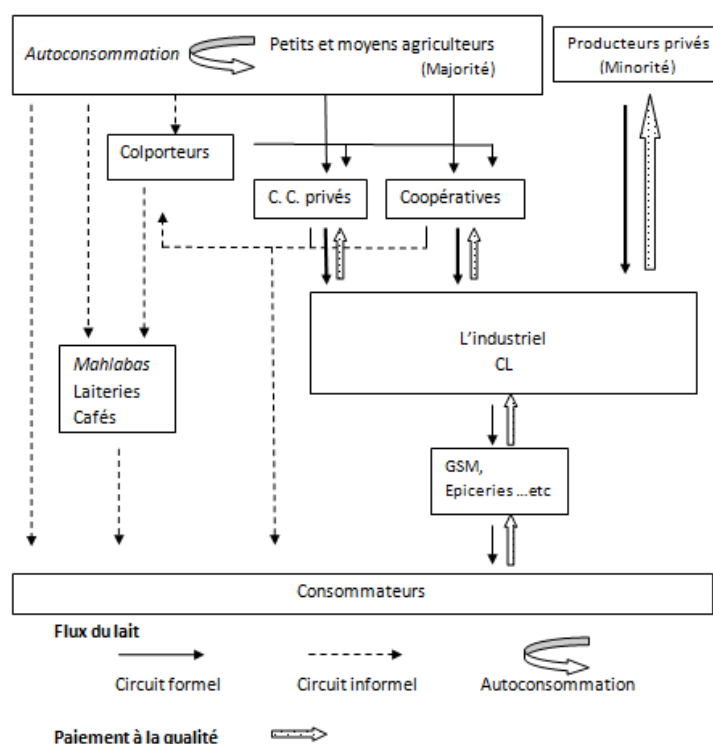 Autoconsommation
Petits et moyens agriculteurs
(Majorité)
Producteurs privés
(Minorité)
Colporteurs
C. C. privés
Coopératives
L'industriel
CL
Mahlabas
Laiteries
Cafés
GSM,
Epiceries ...etc
Consommateurs
Flux du lait
Circuit formel
Circuit informel
Autoconsommation
Paiement à la qualité